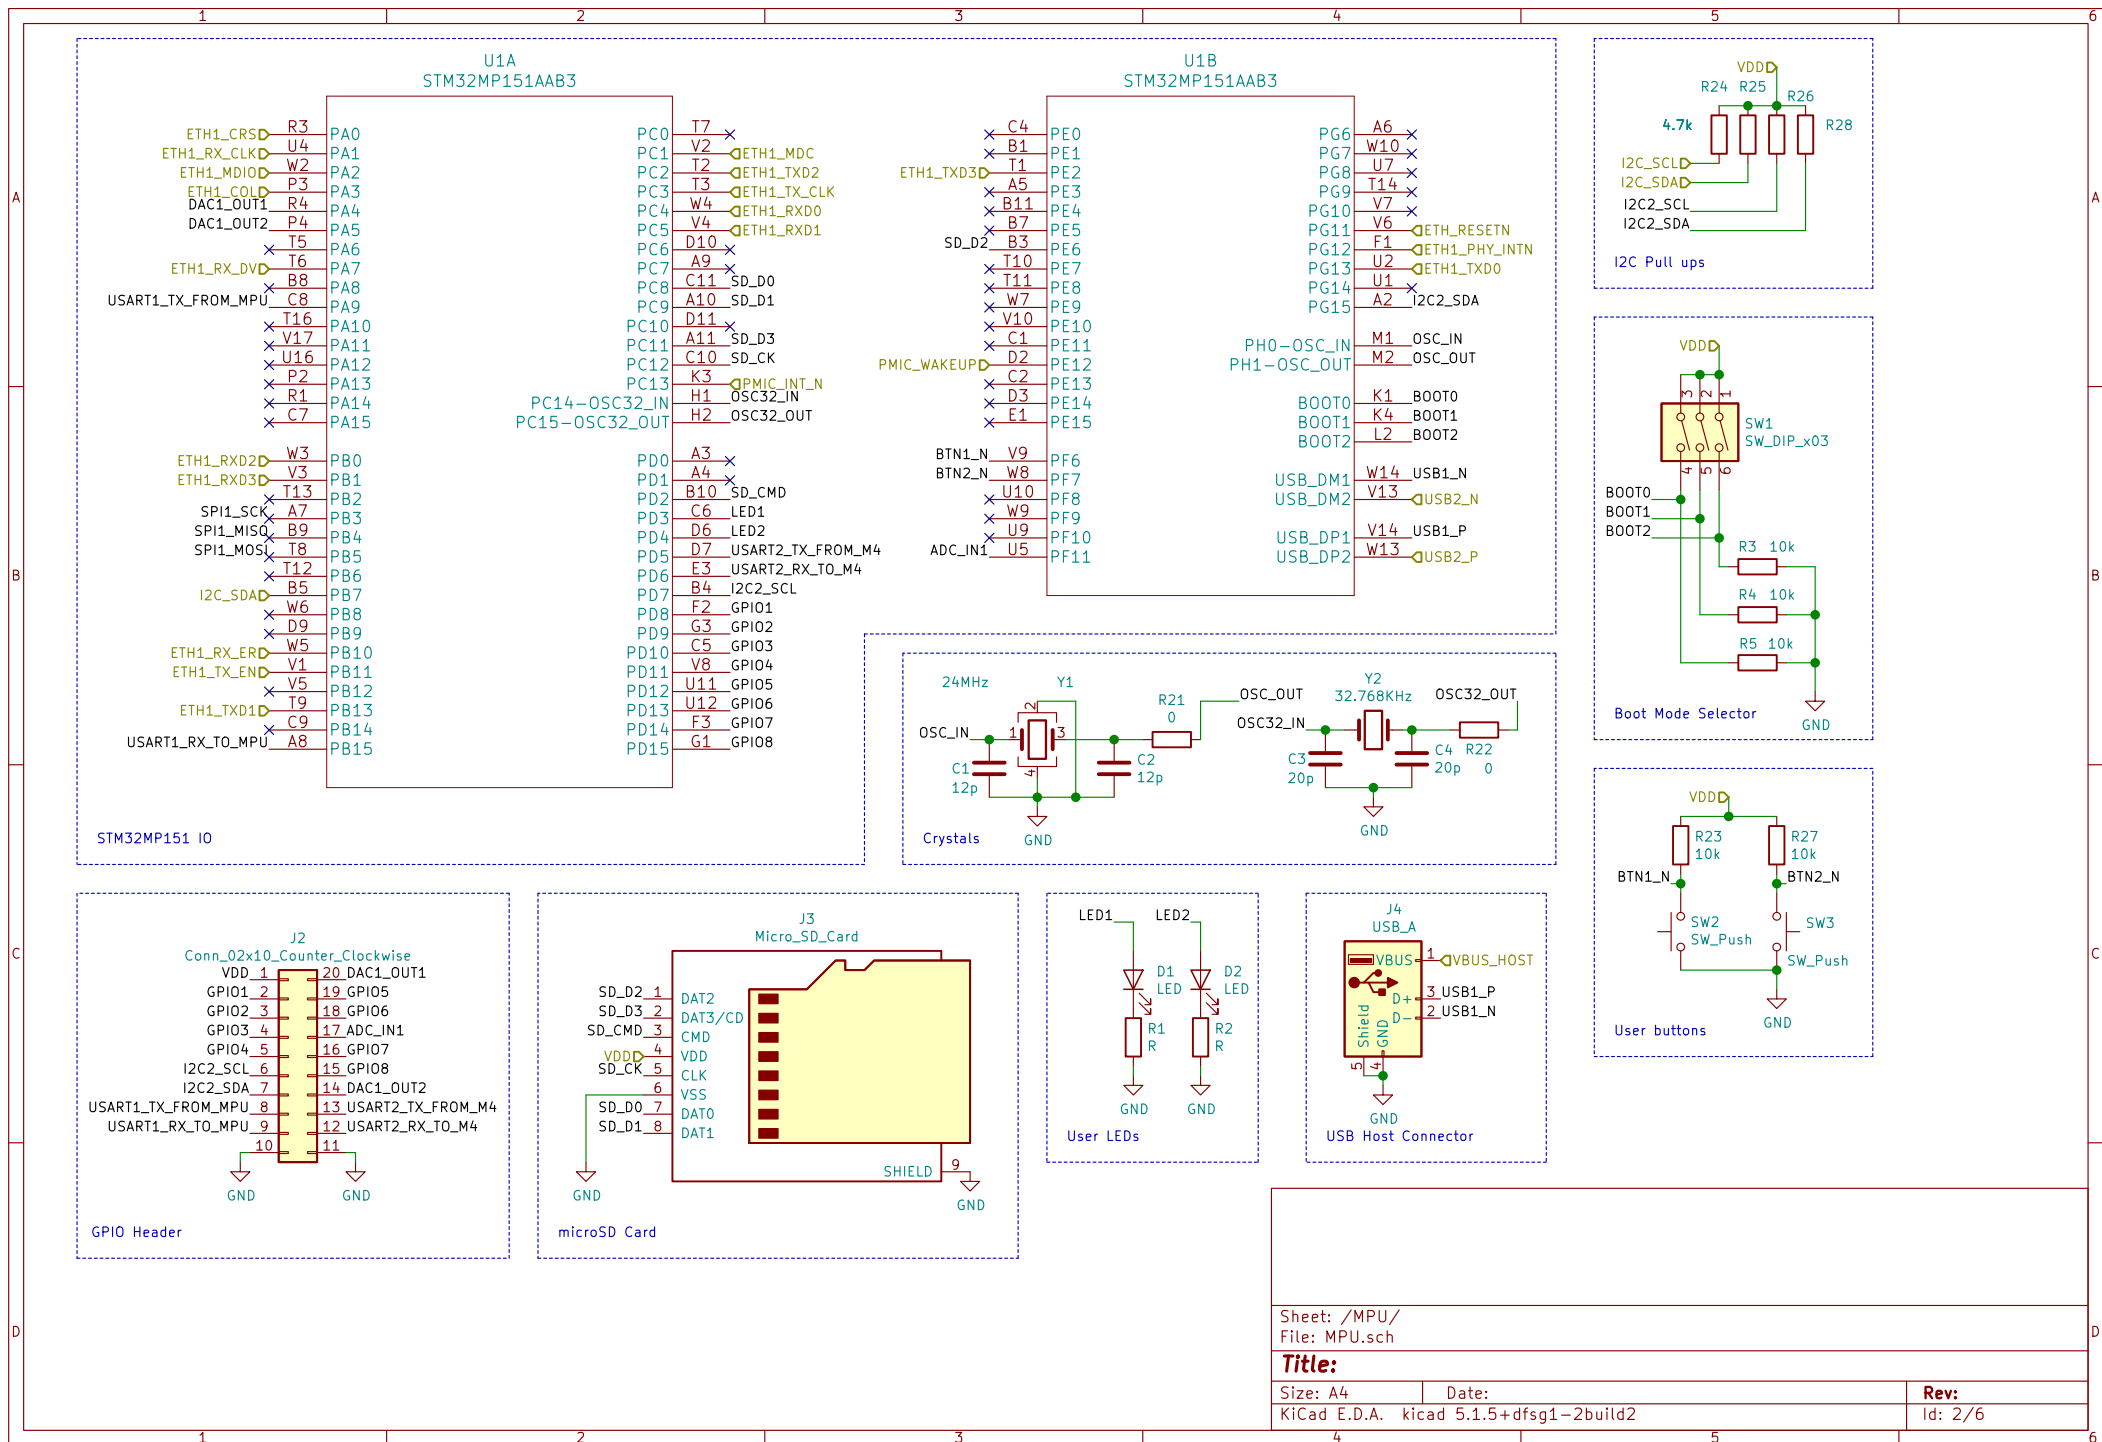 1 2 3 4 5 6
A
B
C
D
U1A
STM32MP151AAB3
ETH1_CRS R3 PA0
ETH1_RX_CLK U4 PA1
ETH1_MDIO W2 PA2
ETH1_COL P3 PA3
DAC1_OUT1 R4 PA4
DAC1_OUT2 P4 PA5
T5 PA6
ETH1_RX_DV T6 PA7
B8 PA8
USART1_TX_FROM_MPU C8 PA9
T16 PA10
V17 PA11
U16 PA12
P2 PA13
R1 PA14
C7 PA15
ETH1_RXD2 W3 PB0
ETH1_RXD3 V3 PB1
T13 PB2
SPI1_SCK A7 PB3
SPI1_MISO B9 PB4
SPI1_MOSI T8 PB5
T12 PB6
I2C_SDA B5 PB7
W6 PB8
D9 PB9
ETH1_RX_ER W5 PB10
ETH1_TX_EN V1 PB11
V5 PB12
ETH1_TXD1 T9 PB13
C9 PB14
USART1_RX_TO_MPU A8 PB15
PC0 T7
PC1 V2 ETH1_MDC
PC2 T2 ETH1_TXD2
PC3 T3 ETH1_TX_CLK
PC4 W4 ETH1_RXD0
PC5 V4 ETH1_RXD1
PC6 D10
PC7 A9
PC8 C11 SD_D0
PC9 A10 SD_D1
PC10 D11
PC11 A11 SD_D3
PC12 C10 SD_CK
PC13 K3 PMIC_INT_N
PC14-OSC32_IN H1 OSC32_IN
PC15-OSC32_OUT H2 OSC32_OUT
PD0 A3
PD1 A4
PD2 B10 SD_CMD
PD3 C6 LED1
PD4 D6 LED2
PD5 D7 USART2_TX_FROM_M4
PD6 E3 USART2_RX_TO_M4
PD7 B4 I2C2_SCL
PD8 F2 GPIO1
PD9 G3 GPIO2
PD10 C5 GPIO3
PD11 V8 GPIO4
PD12 U11 GPIO5
PD13 U12 GPIO6
PD14 F3 GPIO7
PD15 G1 GPIO8
STM32MP151 IO
U1B
STM32MP151AAB3
C4 PE0
B1 PE1
ETH1_TXD3 T1 PE2
A5 PE3
B11 PE4
B7 PE5
SD_D2 B3 PE6
T10 PE7
T11 PE8
W7 PE9
V10 PE10
C1 PE11
PMIC_WAKEUP D2 PE12
C2 PE13
D3 PE14
E1 PE15
BTN1_N V9 PF6
BTN2_N W8 PF7
U10 PF8
W9 PF9
U9 PF10
ADC_IN1 U5 PF11
PG6 A6
PG7 W10
PG8 U7
PG9 T14
PG10 V7
PG11 V6 ETH_RESETN
PG12 F1 ETH1_PHY_INTN
PG13 U2 ETH1_TXD0
PG14 U1
PG15 A2 I2C2_SDA
PH0-OSC_IN M1 OSC_IN
PH1-OSC_OUT M2 OSC_OUT
BOOT0 K1 BOOT0
BOOT1 K4 BOOT1
BOOT2 L2 BOOT2
USB_DM1 W14 USB1_N
USB_DM2 V13 USB2_N
USB_DP1 V14 USB1_P
USB_DP2 W13 USB2_P
VDD
R24 R25 R26
4.7k R28
I2C_SCL
I2C_SDA
I2C2_SCL
I2C2_SDA
I2C Pull ups
VDD
3 2 1
SW1
SW_DIP_x03
4 5 6
BOOT0
BOOT1
BOOT2
R3 10k
R4 10k
R5 10k
Boot Mode Selector
GND
24MHz Y1
OSC_IN 1 2 3 4
C1
12p
C2
12p
R21
0
OSC_OUT
GND
Y2
32.768KHz
OSC32_IN
OSC32_OUT
C3
20p
C4
20p
R22
0
GND
Crystals
VDD
R23
10k
R27
10k
BTN1_N
BTN2_N
SW2
SW_Push
SW3
SW_Push
GND
User buttons
J2
Conn_02x10_Counter_Clockwise
VDD 1 20 DAC1_OUT1
GPIO1 2 19 GPIO5
GPIO2 3 18 GPIO6
GPIO3 4 17 ADC_IN1
GPIO4 5 16 GPIO7
I2C2_SCL 6 15 GPIO8
I2C2_SDA 7 14 DAC1_OUT2
USART1_TX_FROM_MPU 8 13 USART2_TX_FROM_M4
USART1_RX_TO_MPU 9 12 USART2_RX_TO_M4
10 11
GND GND
GPIO Header
J3
Micro_SD_Card
SD_D2 1 DAT2
SD_D3 2 DAT3/CD
SD_CMD 3 CMD
VDD 4 VDD
SD_CK 5 CLK
6 VSS
SD_D0 7 DAT0
SD_D1 8 DAT1
SHIELD 9
GND
GND
microSD Card
LED1 LED2
D1
LED
D2
LED
R1
R
R2
R
GND GND
User LEDs
J4
USB_A
VBUS 1 VBUS_HOST
D+ 3 USB1_P
D- 2 USB1_N
Shield GND
5 4
GND
USB Host Connector
Sheet: /MPU/
File: MPU.sch
Title:
Size: A4 Date: Rev:
KiCad E.D.A. kicad 5.1.5+dfsg1-2build2 Id: 2/6
A
B
C
D
1 2 3 4 5 6